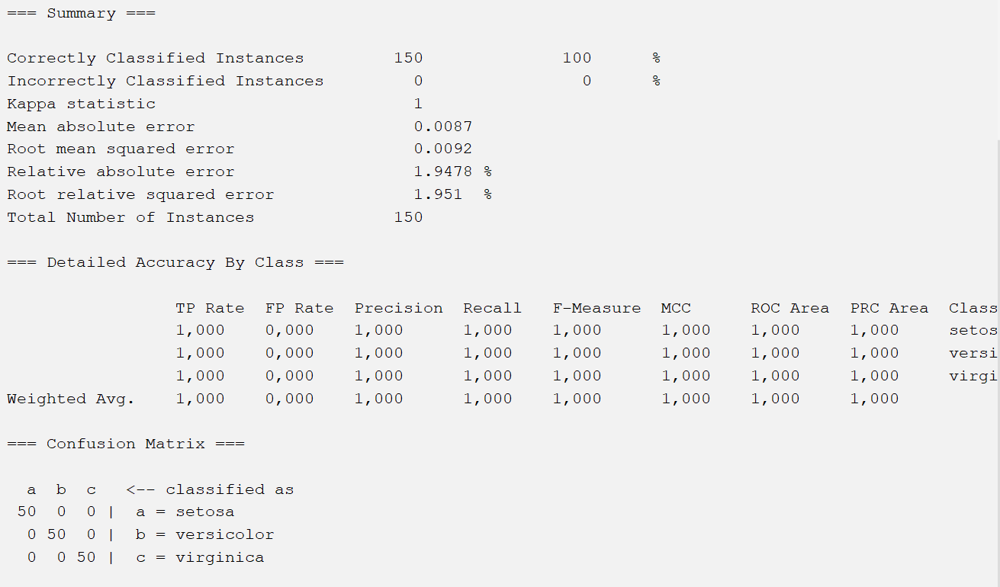 === Summary ===
Correctly Classified Instances         150              100      %
Incorrectly Classified Instances         0                0      %
Kappa statistic                          1
Mean absolute error                      0.0087
Root mean squared error                  0.0092
Relative absolute error                  1.9478 %
Root relative squared error              1.951  %
Total Number of Instances              150
=== Detailed Accuracy By Class ===
                 TP Rate  FP Rate  Precision  Recall   F-Measure  MCC      ROC Area  PRC Area  Class
                 1,000    0,000    1,000      1,000    1,000      1,000    1,000     1,000     setos
                 1,000    0,000    1,000      1,000    1,000      1,000    1,000     1,000     versi
                 1,000    0,000    1,000      1,000    1,000      1,000    1,000     1,000     virgi
Weighted Avg.    1,000    0,000    1,000      1,000    1,000      1,000    1,000     1,000
=== Confusion Matrix ===
  a  b  c   <-- classified as
 50  0  0 |  a = setosa
  0 50  0 |  b = versicolor
  0  0 50 |  c = virginica